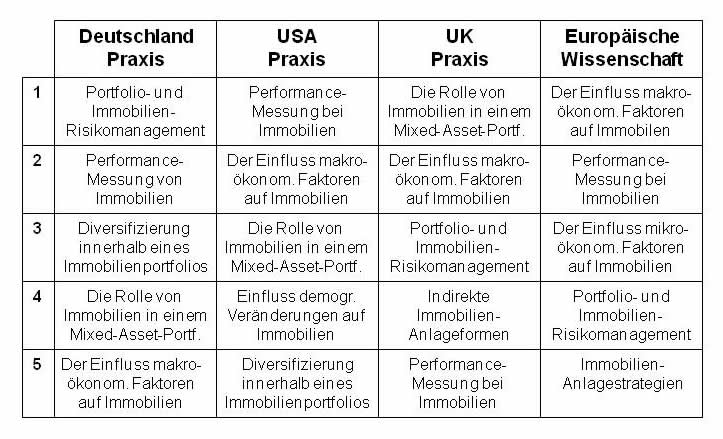 Deutschland
Praxis
USA
Praxis
UK
Praxis
Europäische
Wissenschaft
1
Portfolio- und
Immobilien-
Risikomanagement
Performance-
Messung bei
Immobilien
Die Rolle von
Immobilien in einem
Mixed-Asset-Portf.
Der Einfluss makro-
ökonom. Faktoren
auf Immobilen
2
Performance-
Messung von
Immobilien
Der Einfluss makro-
ökonom. Faktoren
auf Immobilien
Der Einfluss makro-
ökonom. Faktoren
auf Immobilien
Performance-
Messung bei
Immobilien
3
Diversifizierung
innerhalb eines
Immobilienportfolios
Die Rolle von
Immobilien in einem
Mixed-Asset-Portf.
Portfolio- und
Immobilien-
Risikomanagement
Der Einfluss mikro-
ökonom. Faktoren
auf Immobilien
4
Die Rolle von
Immobilien in einem
Mixed-Asset-Portf.
Einfluss demogr.
Veränderungen auf
Immobilien
Indirekte
Immobilien-
Anlageformen
Portfolio- und
Immobilien-
Risikomanagement
5
Der Einfluss makro-
ökonom. Faktoren
auf Immobilien
Diversifizierung
innerhalb eines
Immobilienportfolios
Performance-
Messung bei
Immobilien
Immobilien-
Anlagestrategien